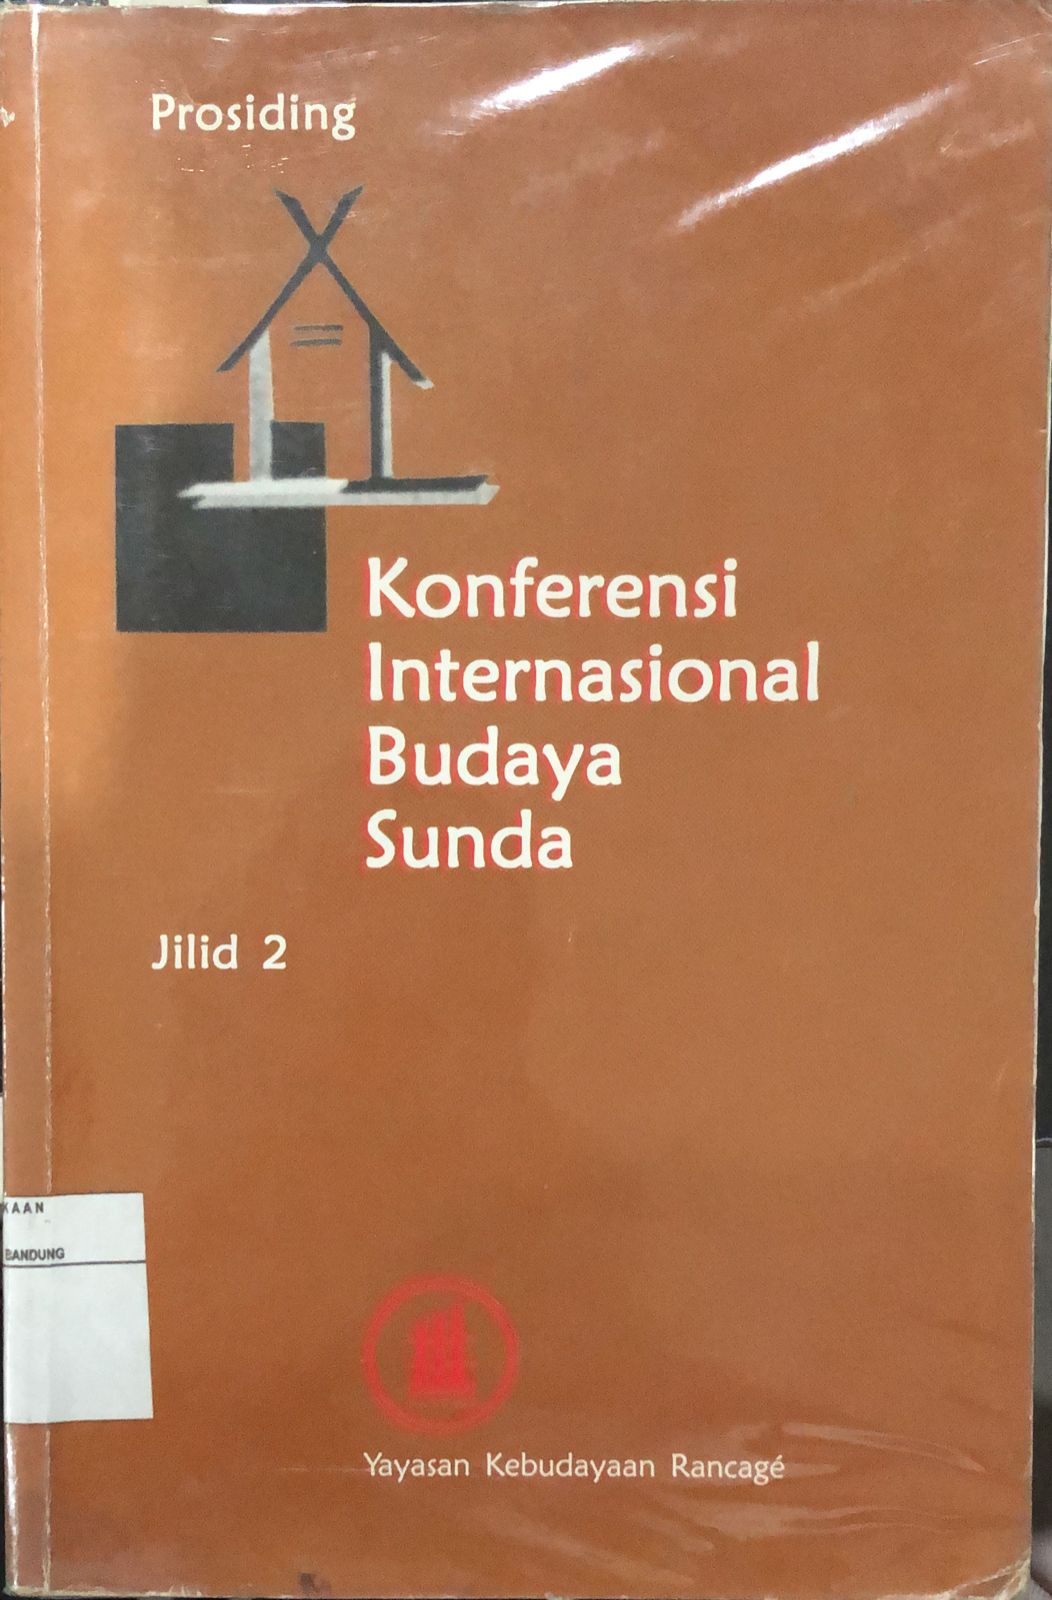 Prosiding
Konferensi
Internasional
Budaya
Sunda
Jilid 2
KAAN
BANDUNG
Yayasan Kebudayaan Rancagé